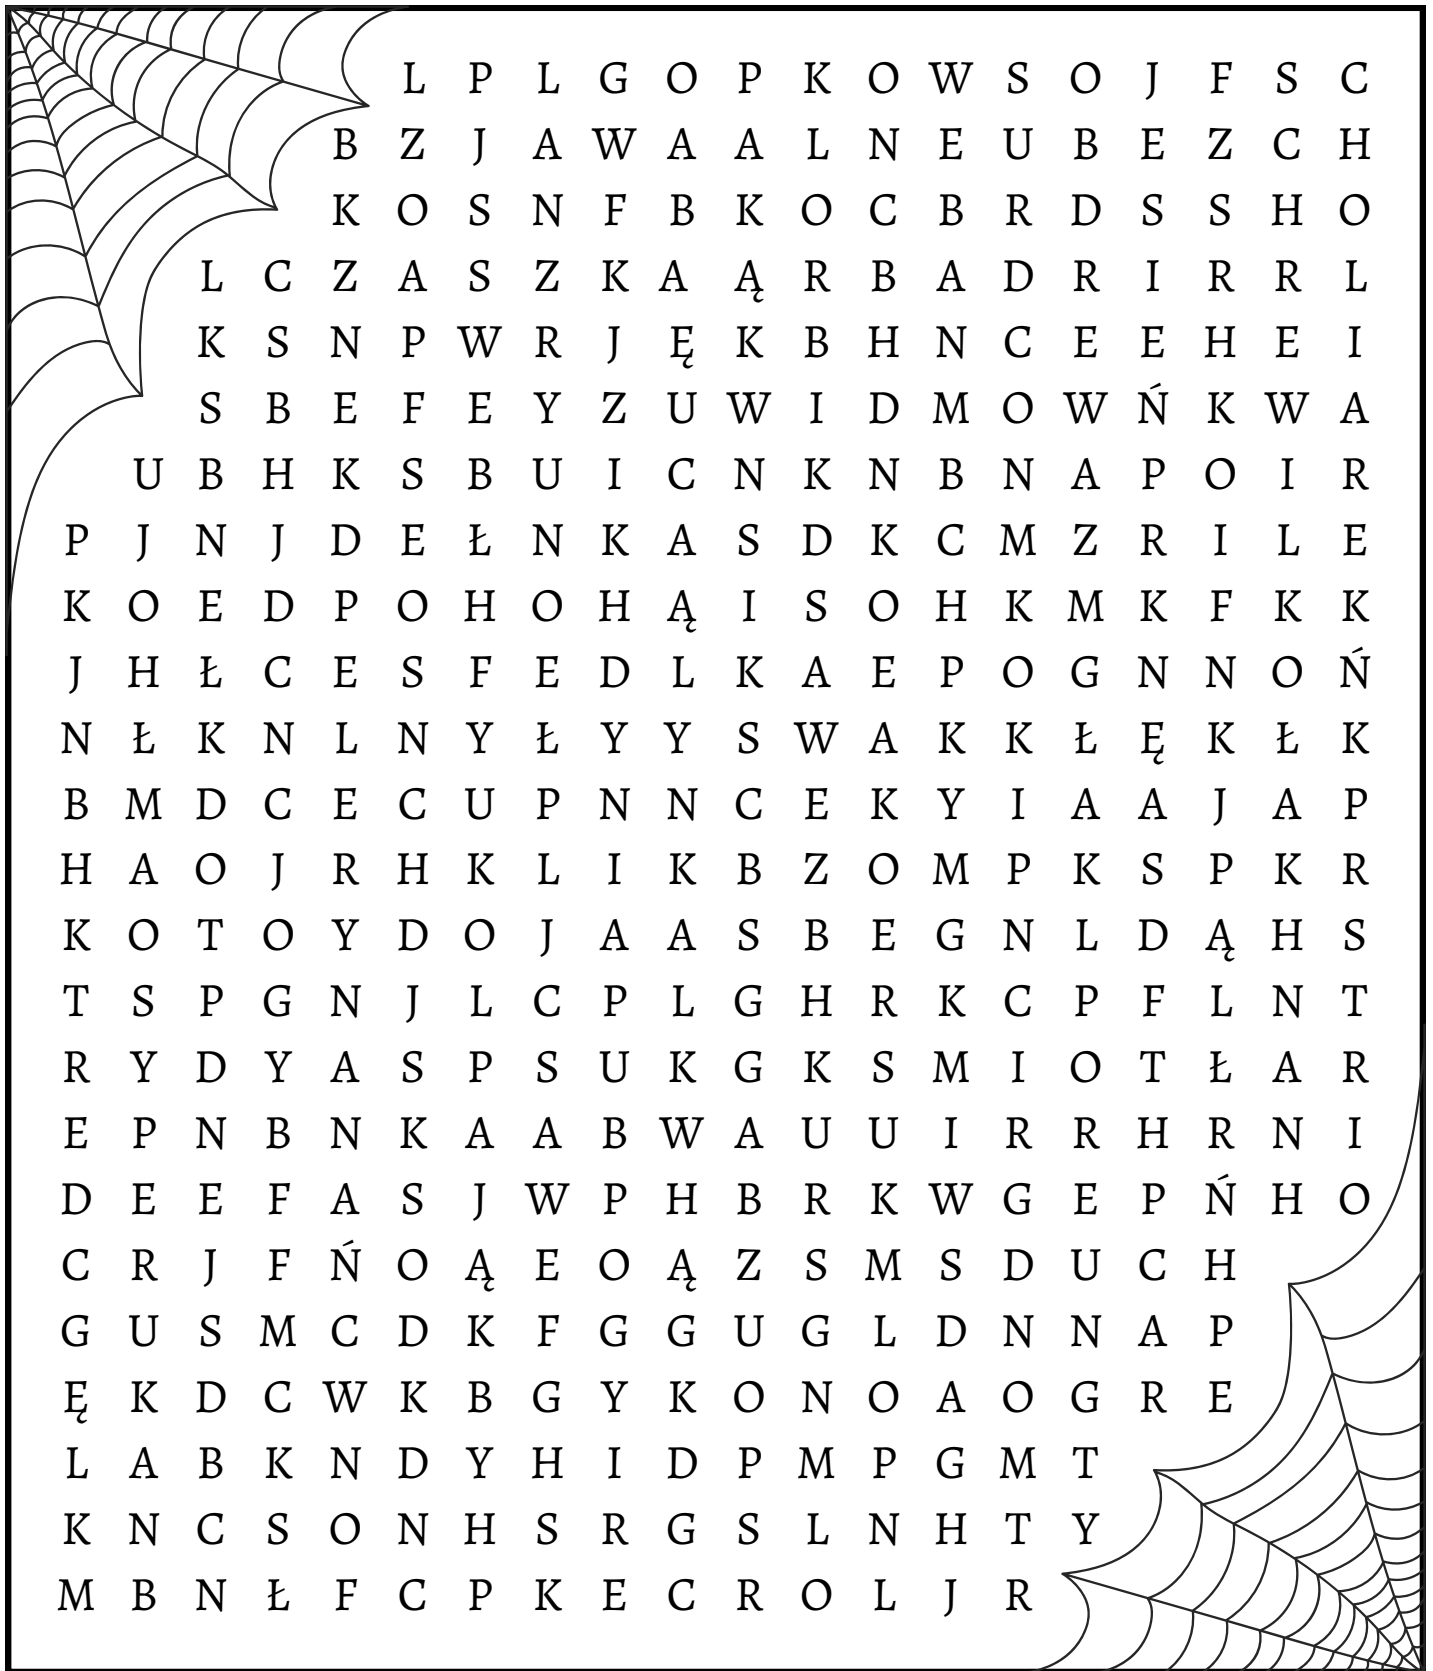 L P L G O P K O W S O J F S C
B Z J A W A A L N E U B E Z C H
K O S N F B K O C B R D S S H O
L C Z A S Z K A Ą R B A D R I R R L
K S N P W R J Ę K B H N C E E H E I
S B E F E Y Z U W I D M O W Ń K W A
U B H K S B U I C N K N B N A P O I R
P J N J D E Ł N K A S D K C M Z R I L E
K O E D P O H O H Ą I S O H K M K F K K
J H Ł C E S F E D L K A E P O G N N O Ń
N Ł K N L N Y Ł Y Y S W A K K Ł Ę K Ł K
B M D C E C U P N N C E K Y I A A J A P
H A O J R H K L I K B Z O M P K S P K R
K O T O Y D O J A A S B E G N L D Ą H S
T S P G N J L C P L G H R K C P F L N T
R Y D Y A S P S U K G K S M I O T Ł A R
E P N B N K A A B W A U U I R R H R N I
D E E F A S J W P H B R K W G E P Ń H O
C R J F Ń O Ą E O Ą Z S M S D U C H
G U S M C D K F G G U G L D N N A P
Ę K D C W K B G Y K O N O A O G R E
L A B K N D Y H I D P M P G M T
K N C S O N H S R G S L N H T Y
M B N Ł F C P K E C R O L J R